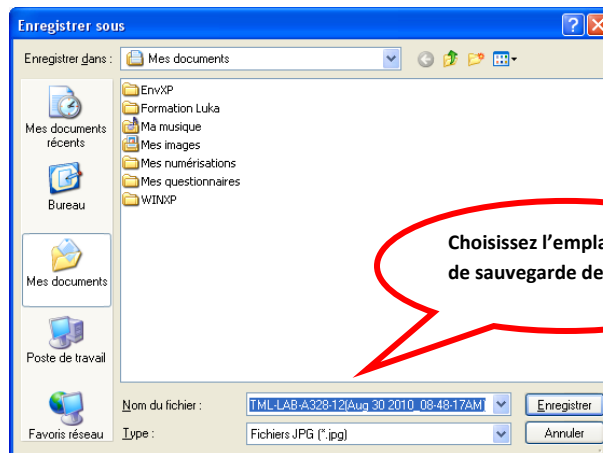 Enregistrer sous
Enregistrer dans :
Mes documents
EnvXP
Formation Luka
Ma musique
Mes images
Mes numérisations
Mes questionnaires
WINXP
Mes documents
récents
Bureau
Mes documents
Poste de travail
Favoris réseau
Choisissez l'empla
de sauvegarde de
Nom du fichier :
TML-LAB-A328-12(Aug 30 2010_08-48-17AM)
Enregistrer
Type :
Fichiers JPG (*.jpg)
Annuler